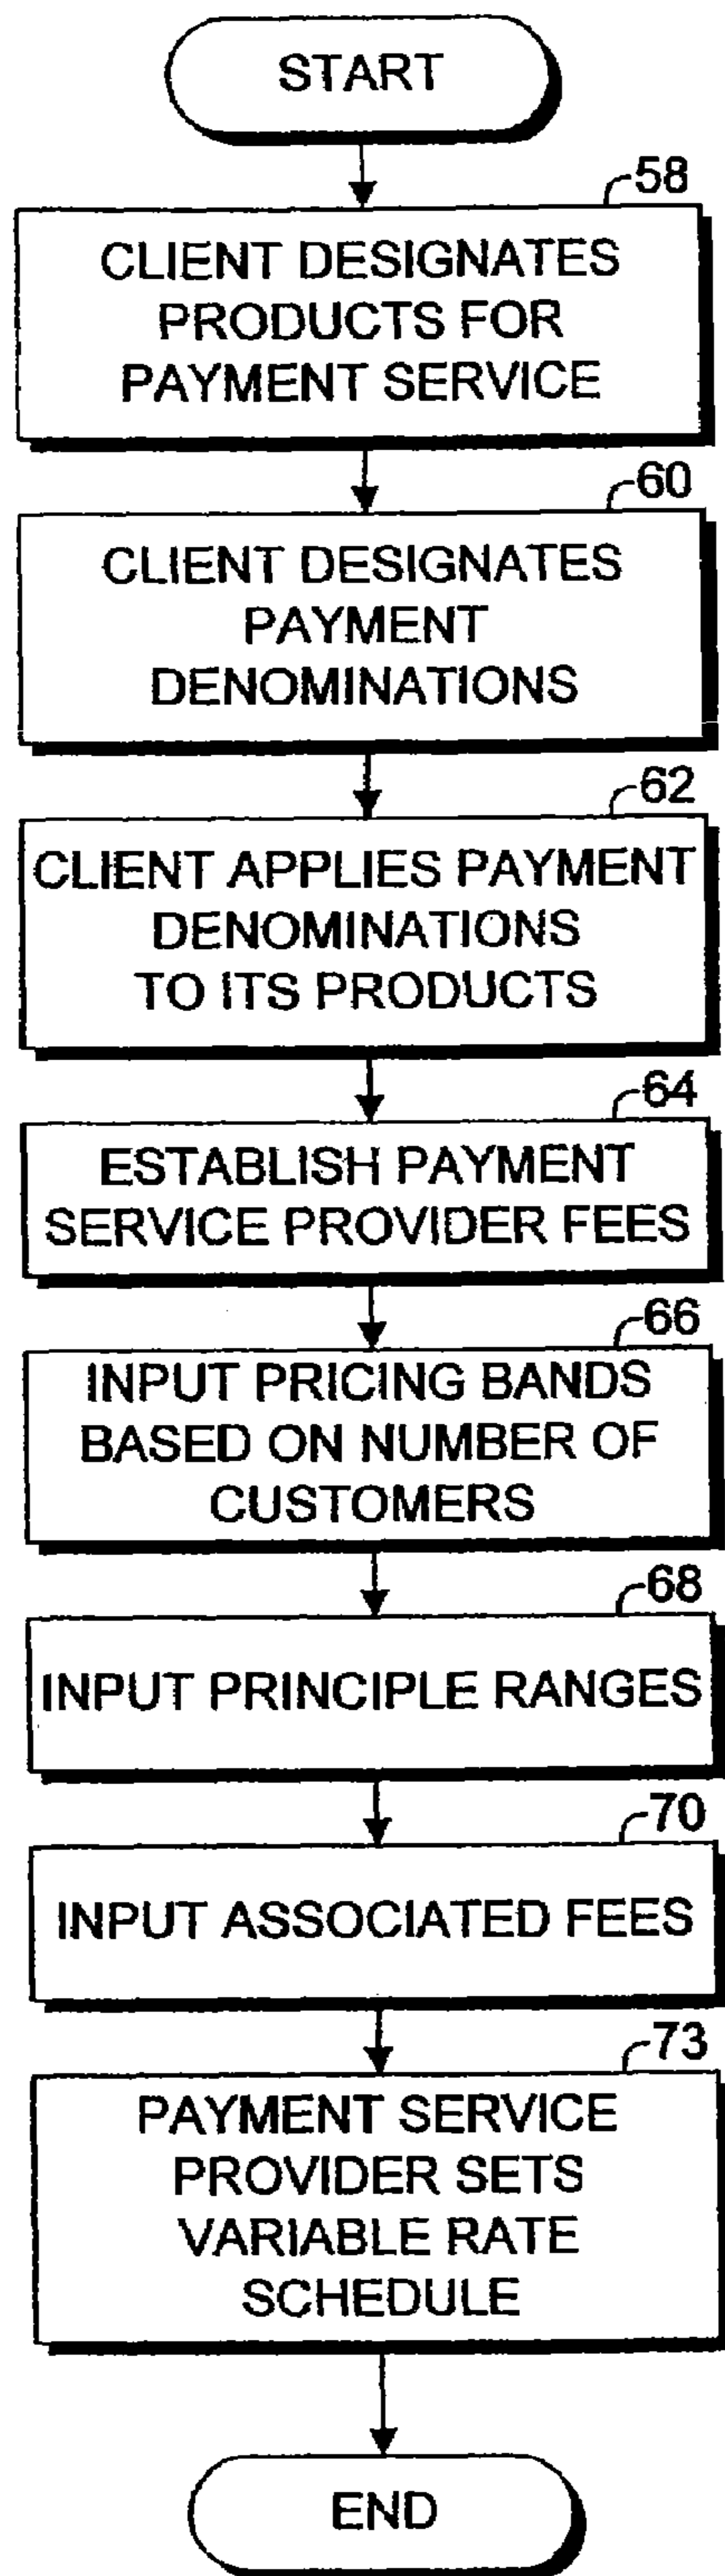 START
58
CLIENT DESIGNATES
PRODUCTS FOR
PAYMENT SERVICE
60
CLIENT DESIGNATES
PAYMENT
DENOMINATIONS
62
CLIENT APPLIES PAYMENT
DENOMINATIONS
TO ITS PRODUCTS
64
ESTABLISH PAYMENT
SERVICE PROVIDER FEES
66
INPUT PRICING BANDS
BASED ON NUMBER OF
CUSTOMERS
68
INPUT PRINCIPLE RANGES
70
INPUT ASSOCIATED FEES
73
PAYMENT SERVICE
PROVIDER SETS
VARIABLE RATE
SCHEDULE
END